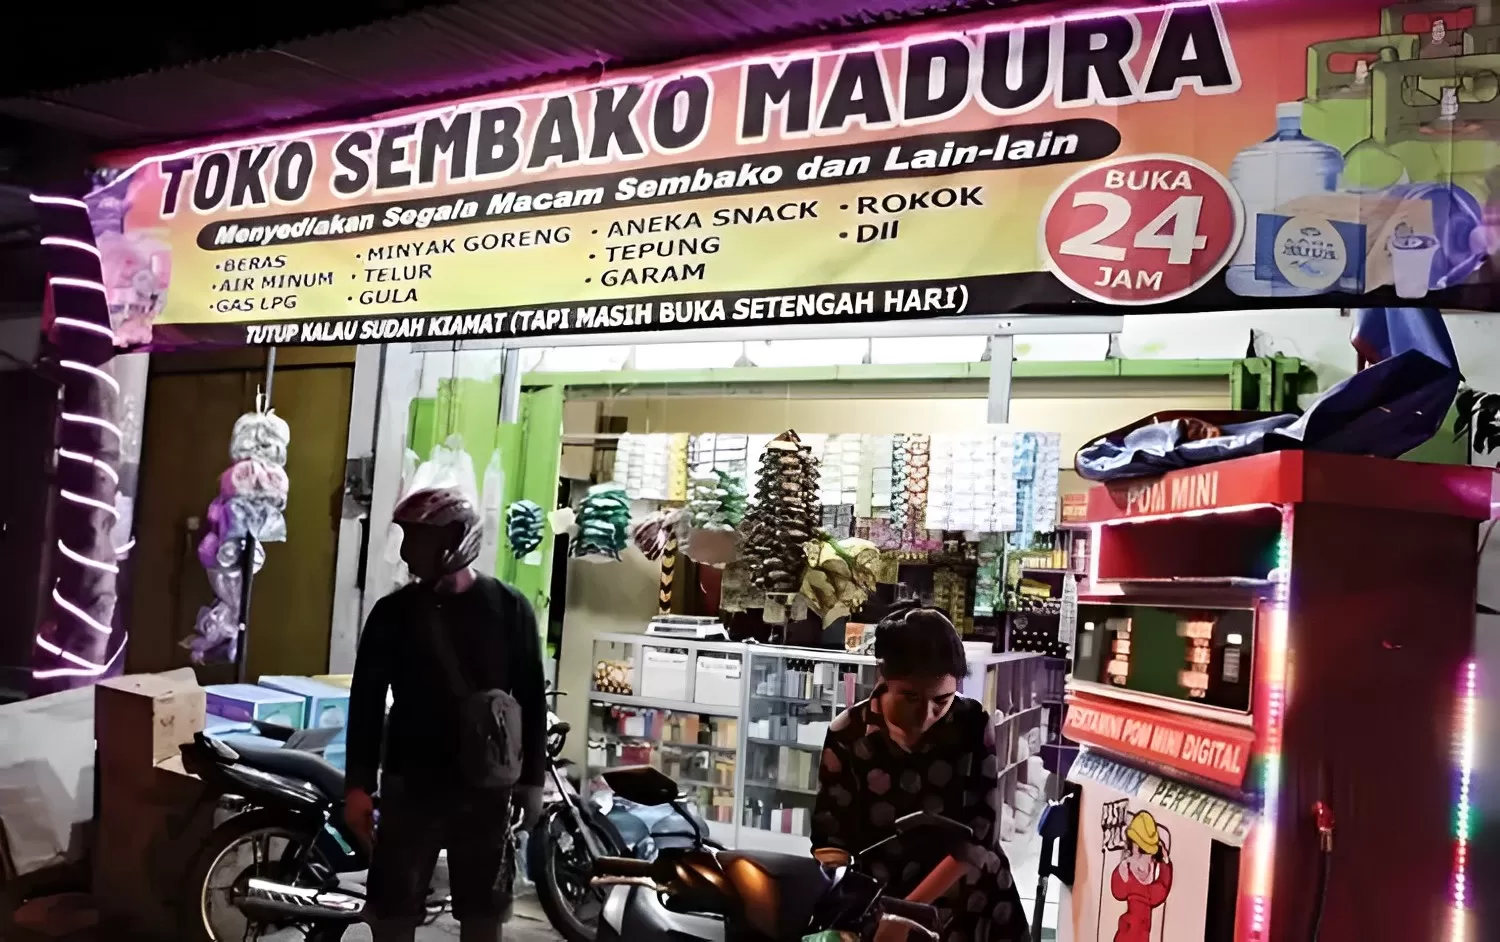 TOKO SEMBAKO MADURA
Menyediakan Segala Macam Sembako dan Lain-lain
• BERAS
• AIR MINUM
• GAS LPG
• MINYAK GORENG
• TELUR
• GULA
• ANEKA SNACK
• TEPUNG
• GARAM
• ROKOK
• Dll
BUKA
24
JAM
AQUA
TUTUP KALAU SUDAH KIAMAT (TAPI MASIH BUKA SETENGAH HARI)
POM MINI
PERTAMINI POM MINI DIGITAL
PERTAMAX PERTALITE